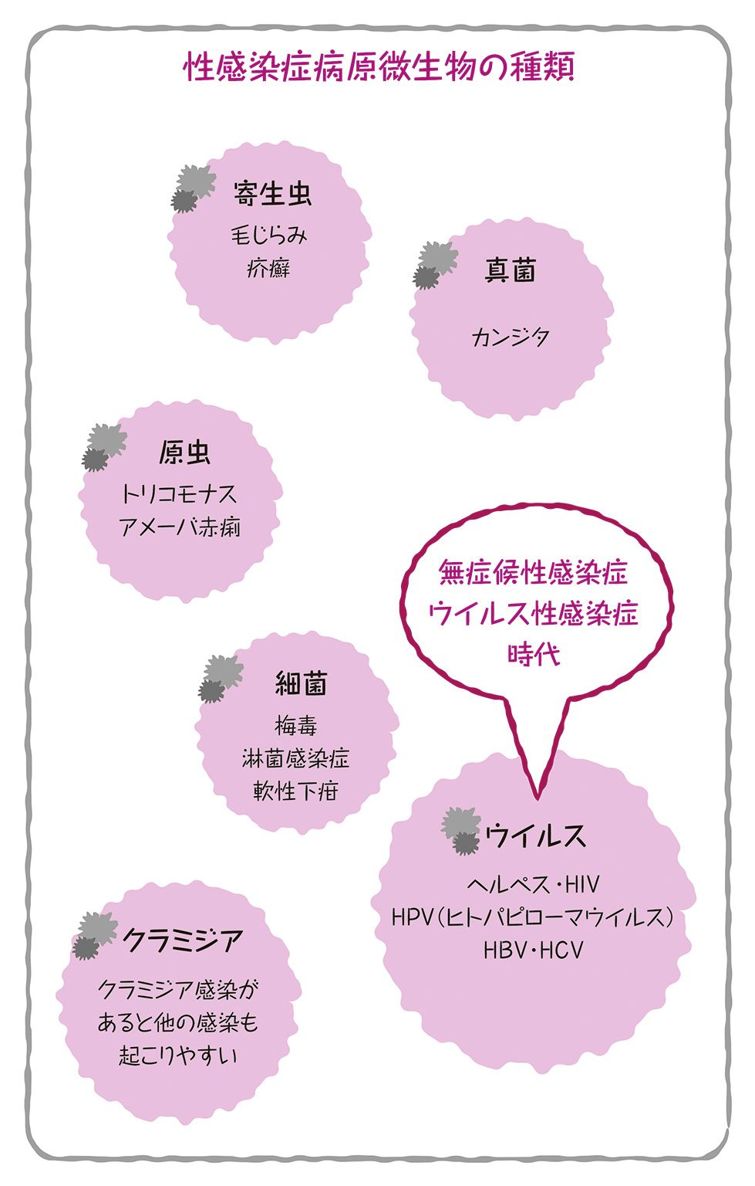 性感染症病原微生物の種類
寄生虫
毛じらみ
疥癬
真菌
カンジタ
原虫
トリコモナス
アメーバ赤痢
無症候性感染症
ウイルス性感染症
時代
細菌
梅毒
淋菌感染症
軟性下疳
ウイルス
ヘルペス・HIV
HPV(ヒトパピローマウイルス)
HBV・HCV
クラミジア
クラミジア感染が
あると他の感染も
起こりやすい